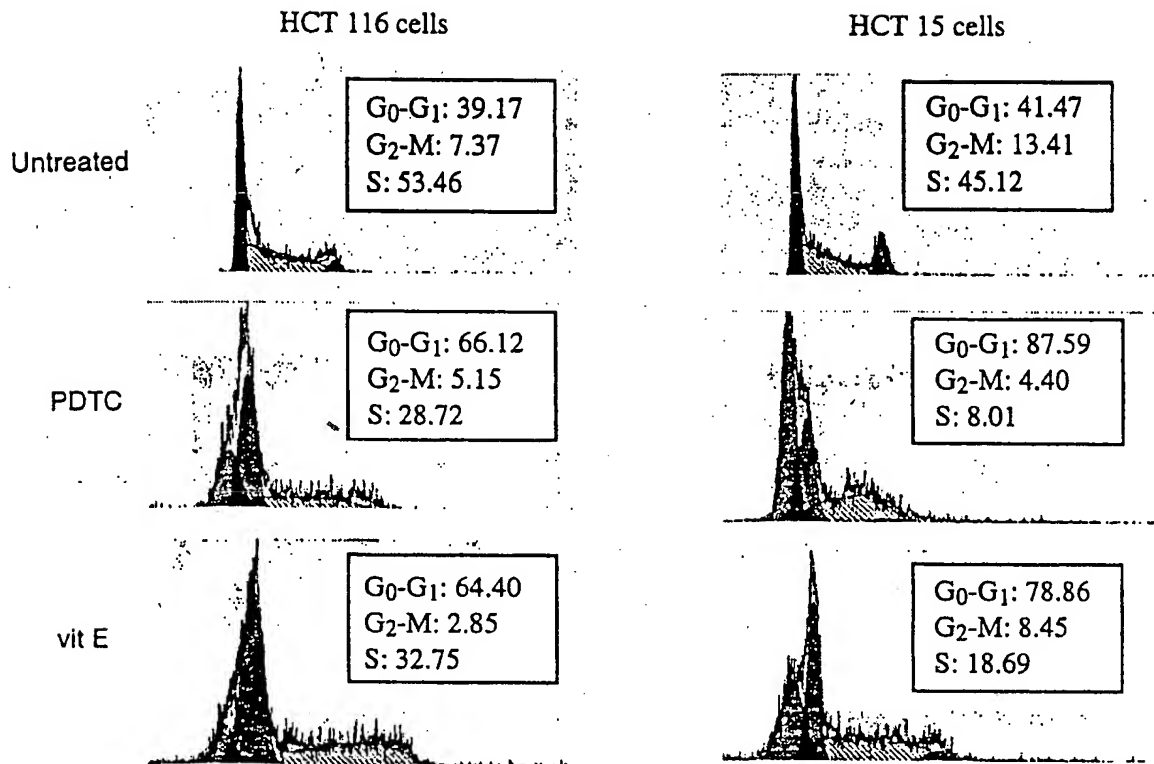 HCT 116 cells
HCT 15 cells
Untreated
G₀-G₁: 39.17
G₂-M: 7.37
S: 53.46
G₀-G₁: 41.47
G₂-M: 13.41
S: 45.12
PDTC
G₀-G₁: 66.12
G₂-M: 5.15
S: 28.72
G₀-G₁: 87.59
G₂-M: 4.40
S: 8.01
vit E
G₀-G₁: 64.40
G₂-M: 2.85
S: 32.75
G₀-G₁: 78.86
G₂-M: 8.45
S: 18.69